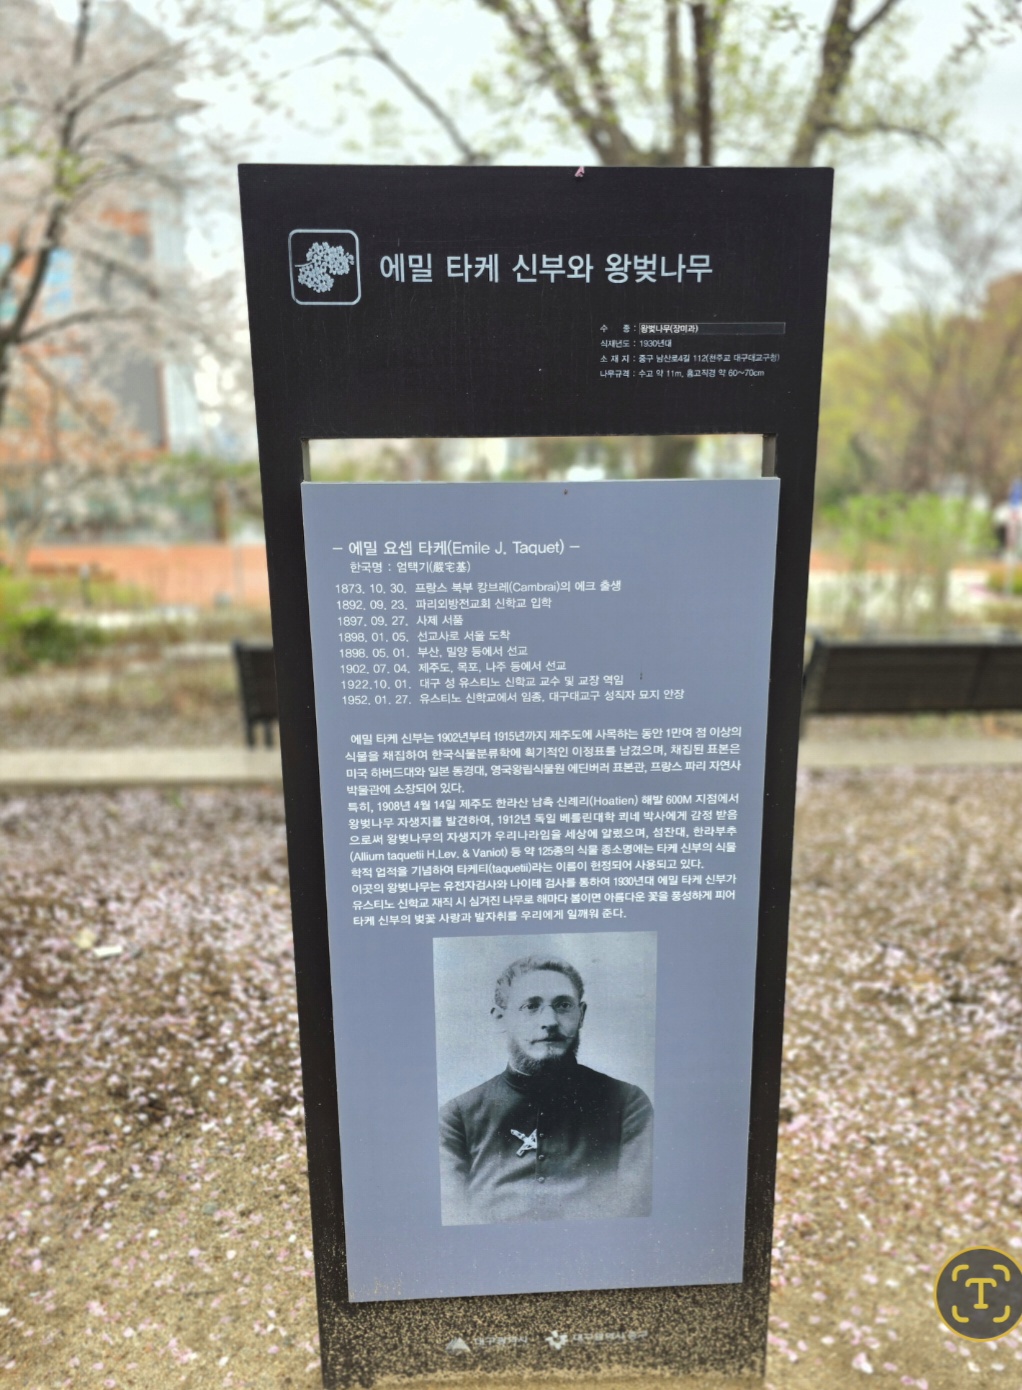 에밀 타케 신부와 왕벚나무
수 종 : 왕벚나무(장미과)
식재년도 : 1930년대
소 재 지 : 중구 남산로4길 112(천주교 대구대교구청)
나무규격 : 수고 약 11m, 흉고직경 약 60~70cm
- 에밀 요셉 타케(Emile J. Taquet) -
한국명 : 엄택기(嚴宅基)
1873. 10. 30. 프랑스 북부 캉브레(Cambrai)의 에크 출생
1892. 09. 23. 파리외방전교회 신학교 입학
1897. 09. 27. 사제 서품
1898. 01. 05. 선교사로 서울 도착
1898. 05. 01. 부산, 밀양 등에서 선교
1902. 07. 04. 제주도, 목포, 나주 등에서 선교
1922.10. 01. 대구 성 유스티노 신학교 교수 및 교장 역임
1952. 01. 27. 유스티노 신학교에서 임종, 대구대교구 성직자 묘지 안장
에밀 타케 신부는 1902년부터 1915년까지 제주도에 사목하는 동안 1만여 점 이상의
식물을 채집하여 한국식물분류학에 획기적인 이정표를 남겼으며, 채집된 표본은
미국 하버드대와 일본 동경대, 영국왕립식물원 에딘버러 표본관, 프랑스 파리 자연사
박물관에 소장되어 있다.
특히, 1908년 4월 14일 제주도 한라산 남측 신례리(Hoatien) 해발 600M 지점에서
왕벚나무 자생지를 발견하여, 1912년 독일 베를린대학 쾨네 박사에게 감정 받음
으로써 왕벚나무의 자생지가 우리나라임을 세상에 알렸으며, 섬잔대, 한라부추
(Allium taquetii H.Lev. & Vaniot) 등 약 125종의 식물 종소명에는 타케 신부의 식물
학적 업적을 기념하여 타케티(taquetii)라는 이름이 헌정되어 사용되고 있다.
이곳의 왕벚나무는 유전자검사와 나이테 검사를 통하여 1930년대 에밀 타케 신부가
유스티노 신학교 재직 시 심겨진 나무로 해마다 봄이면 아름다운 꽃을 풍성하게 피어
타케 신부의 벚꽃 사랑과 발자취를 우리에게 일깨워 준다.
대구광역시 대구광역시 중구